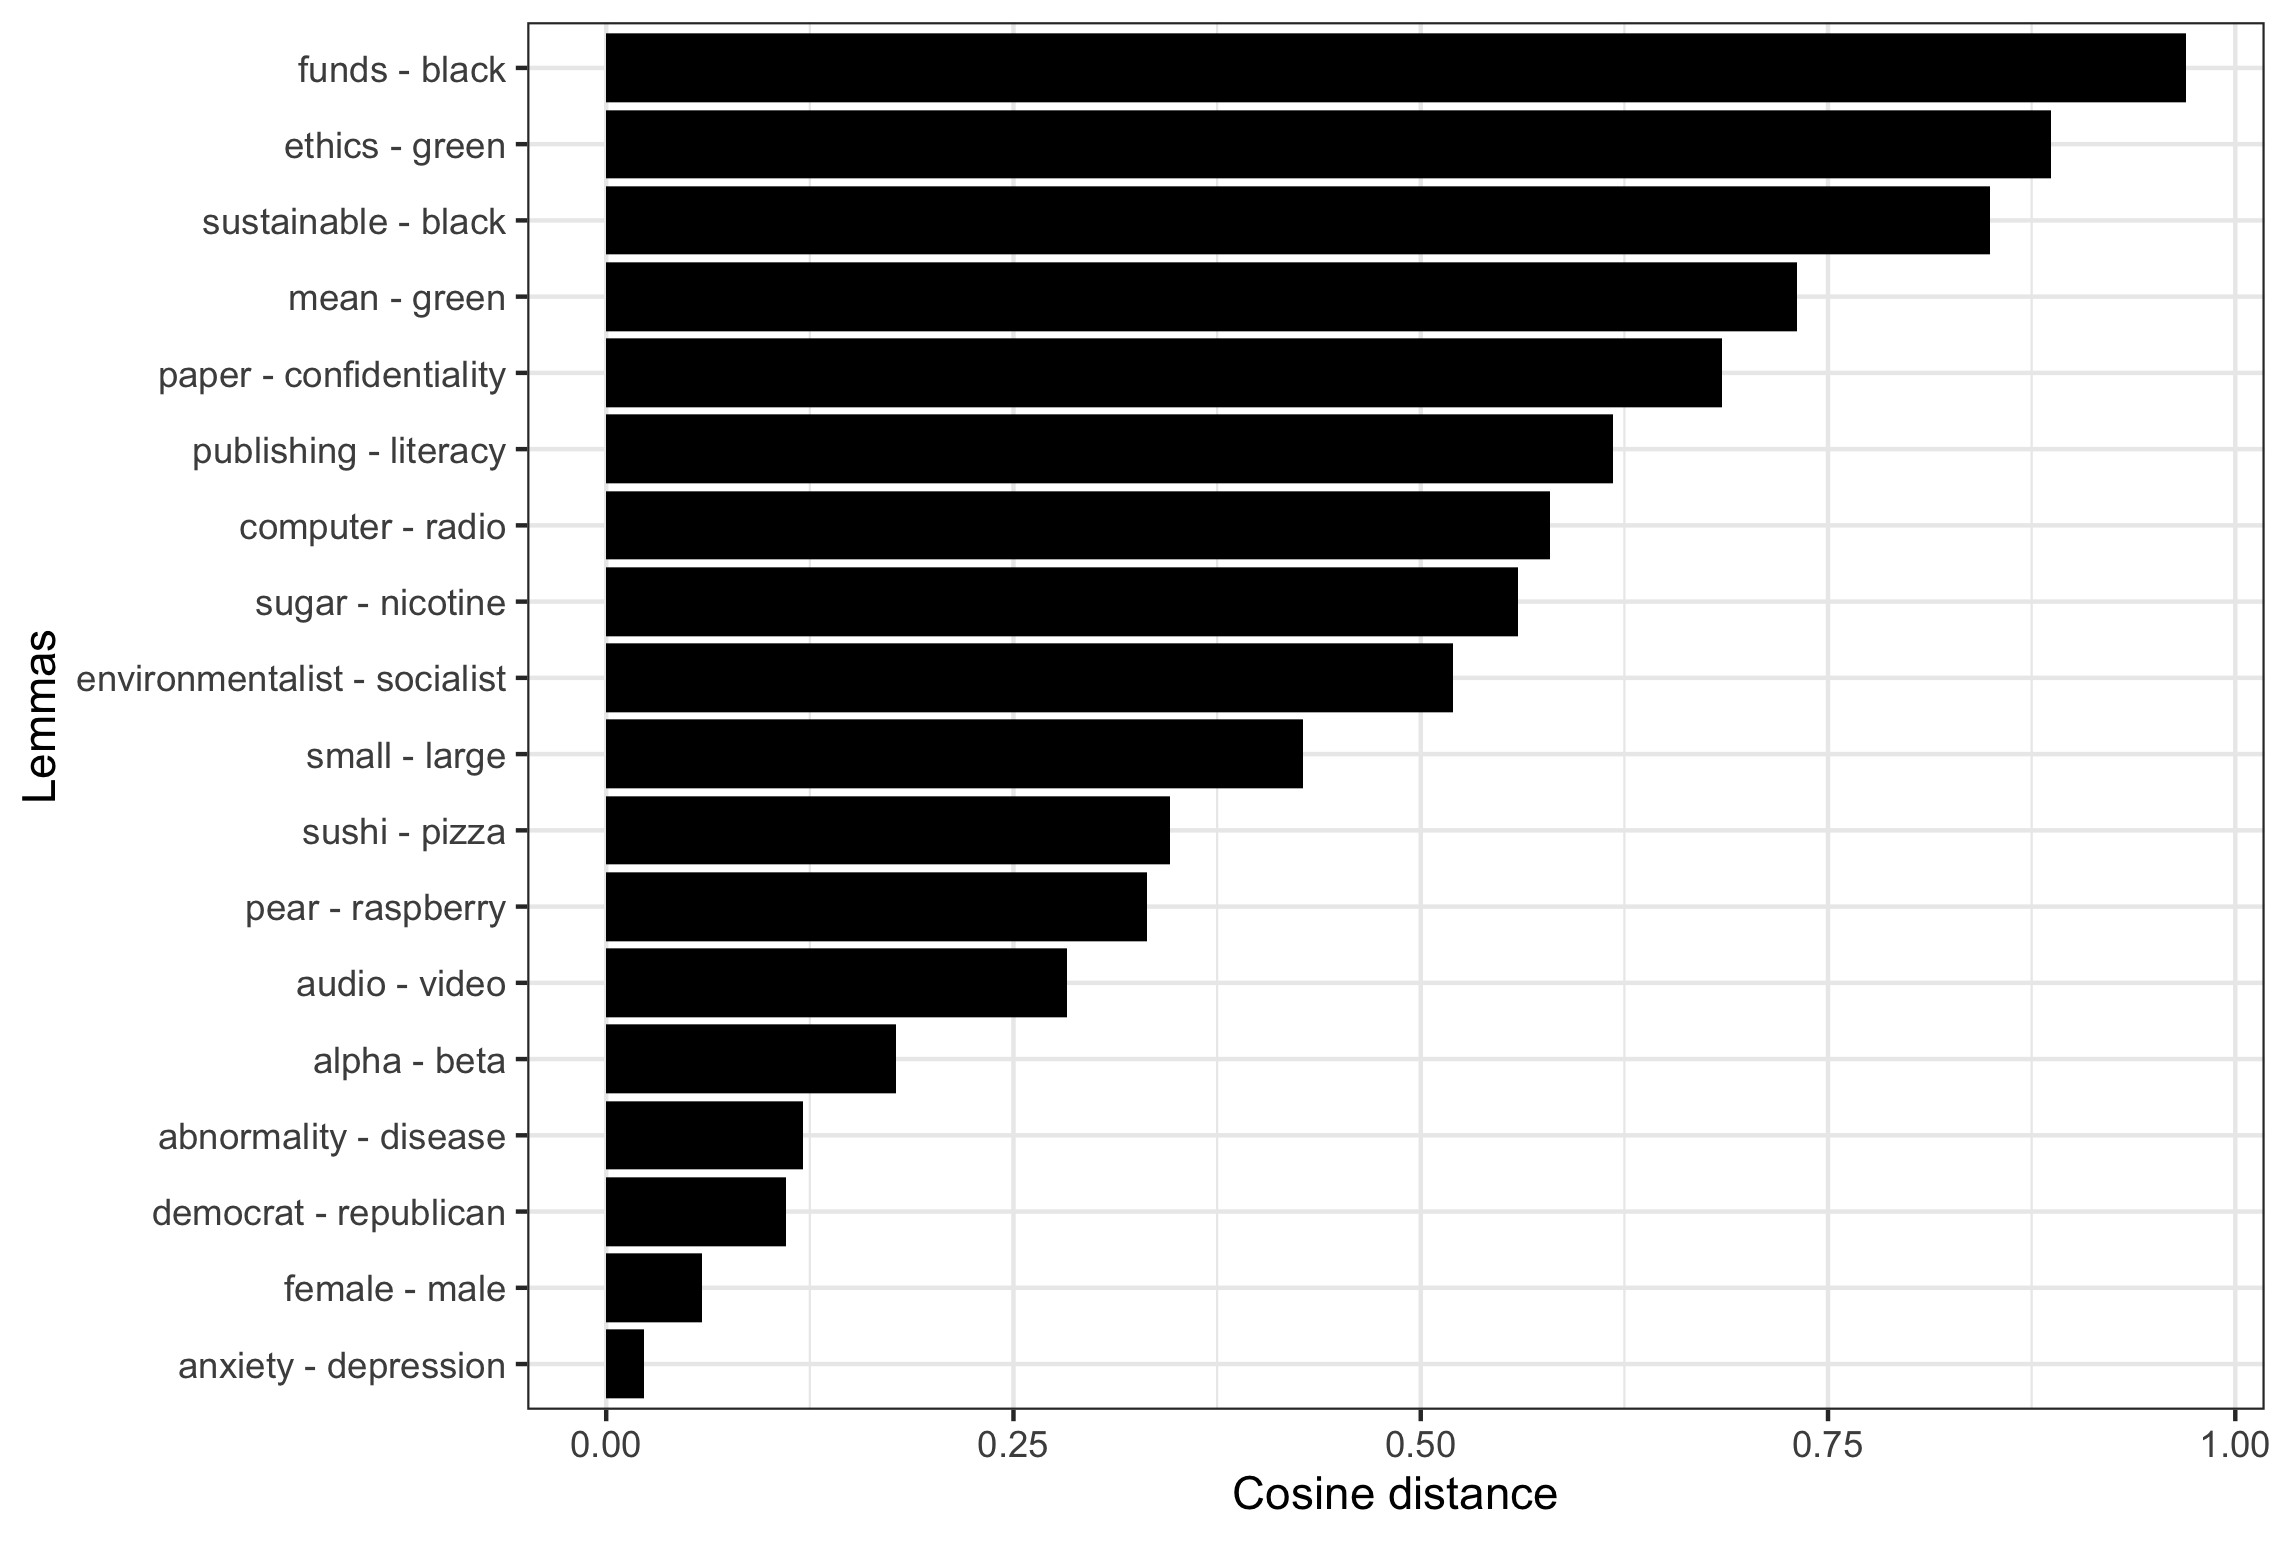 funds - black
ethics - green
sustainable - black
mean - green
paper - confidentiality
publishing - literacy
computer - radio
sugar - nicotine
environmentalist - socialist
small - large
sushi - pizza
pear - raspberry
audio - video
alpha - beta
abnormality - disease
democrat - republican
female - male
anxiety - depression
Lemmas
0.00 0.25 0.50 0.75 1.00
Cosine distance